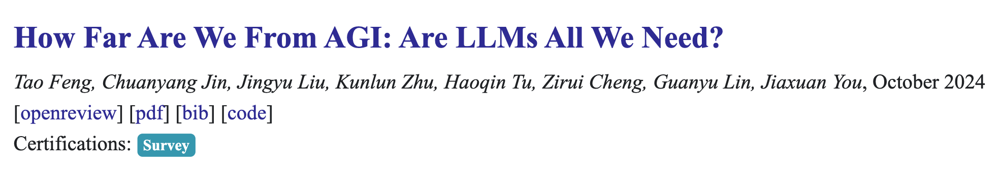 How Far Are We From AGI: Are LLMs All We Need?
Tao Feng, Chuanyang Jin, Jingyu Liu, Kunlun Zhu, Haoqin Tu, Zirui Cheng, Guanyu Lin, Jiaxuan You, October 2024
[openreview] [pdf] [bib] [code]
Certifications: Survey